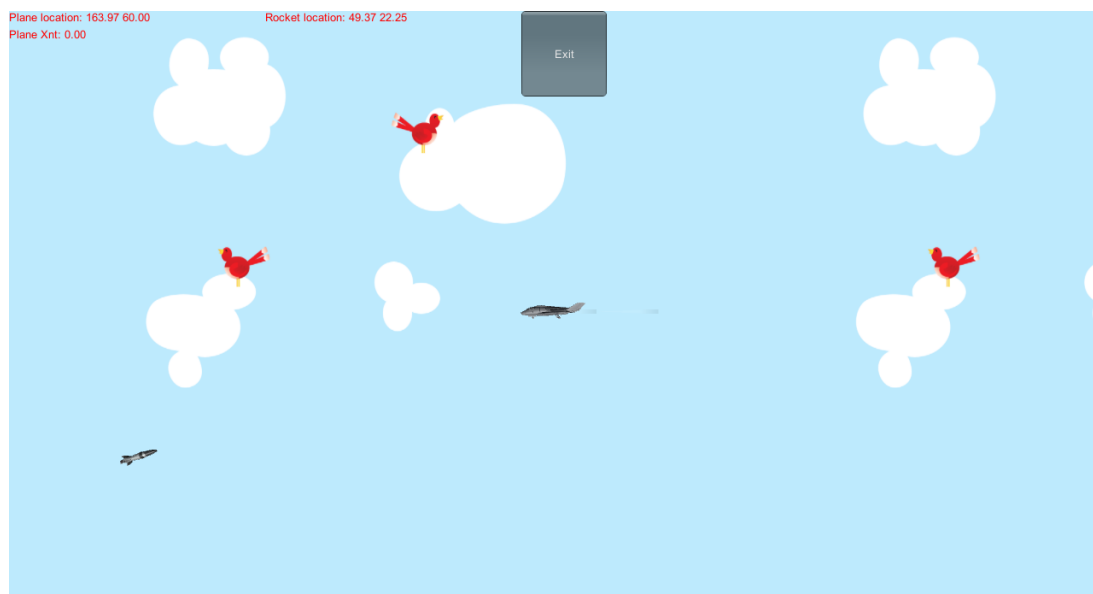 Plane location: 163.97 60.00
Rocket location: 49.37 22.25
Plane Xnt: 0.00
Exit